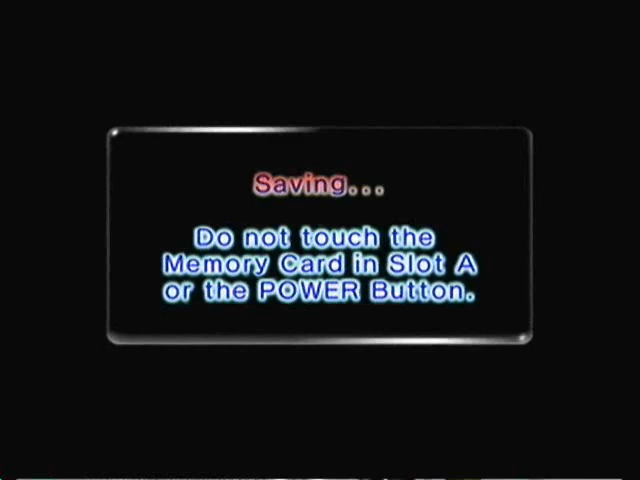 Saving...
Do not touch the
Memory Card in Slot A
or the POWER Button.